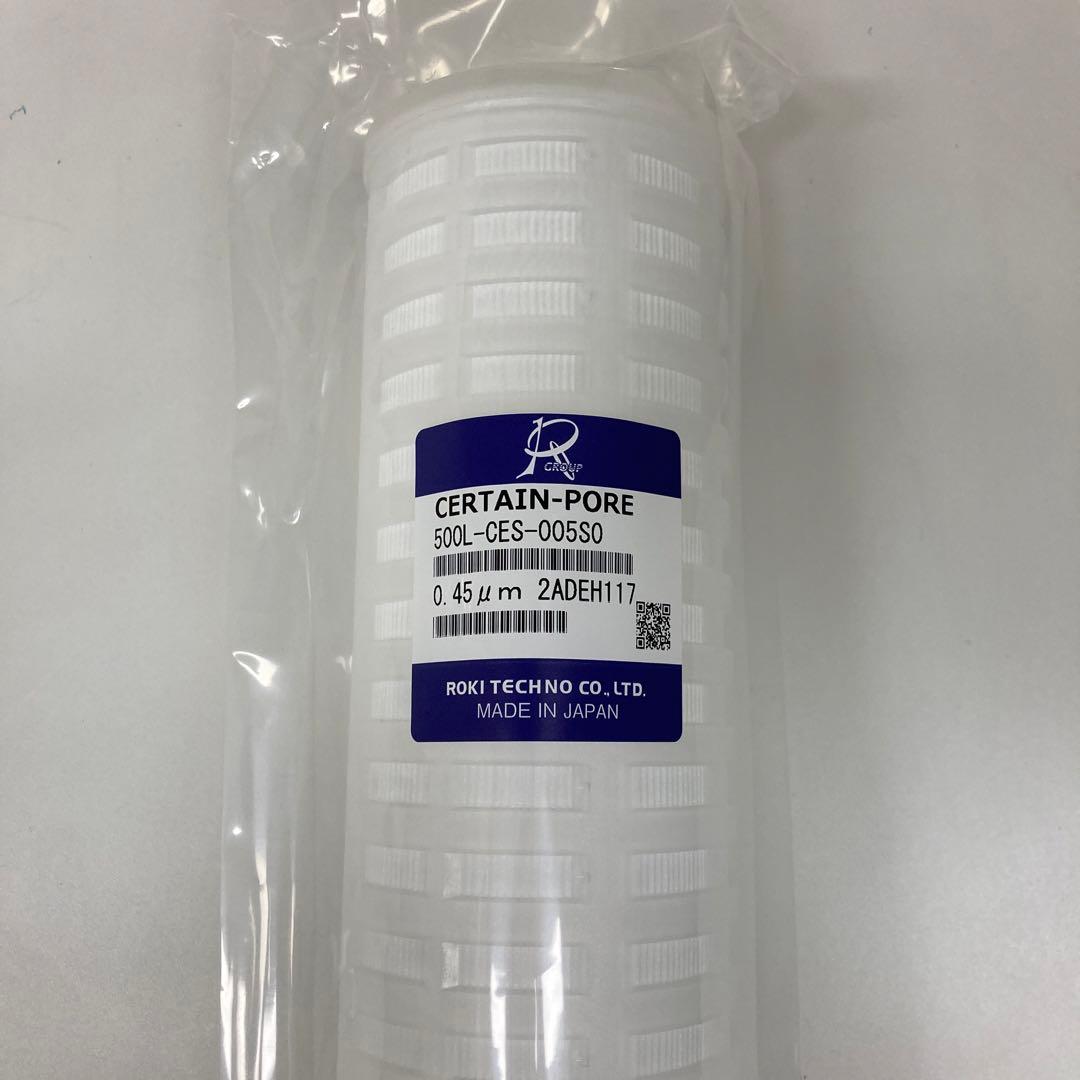 R
GROUP
CERTAIN-PORE
500L-CES-005S0
0.45μm 2ADEH117
ROKI TECHNO CO., LTD.
MADE IN JAPAN